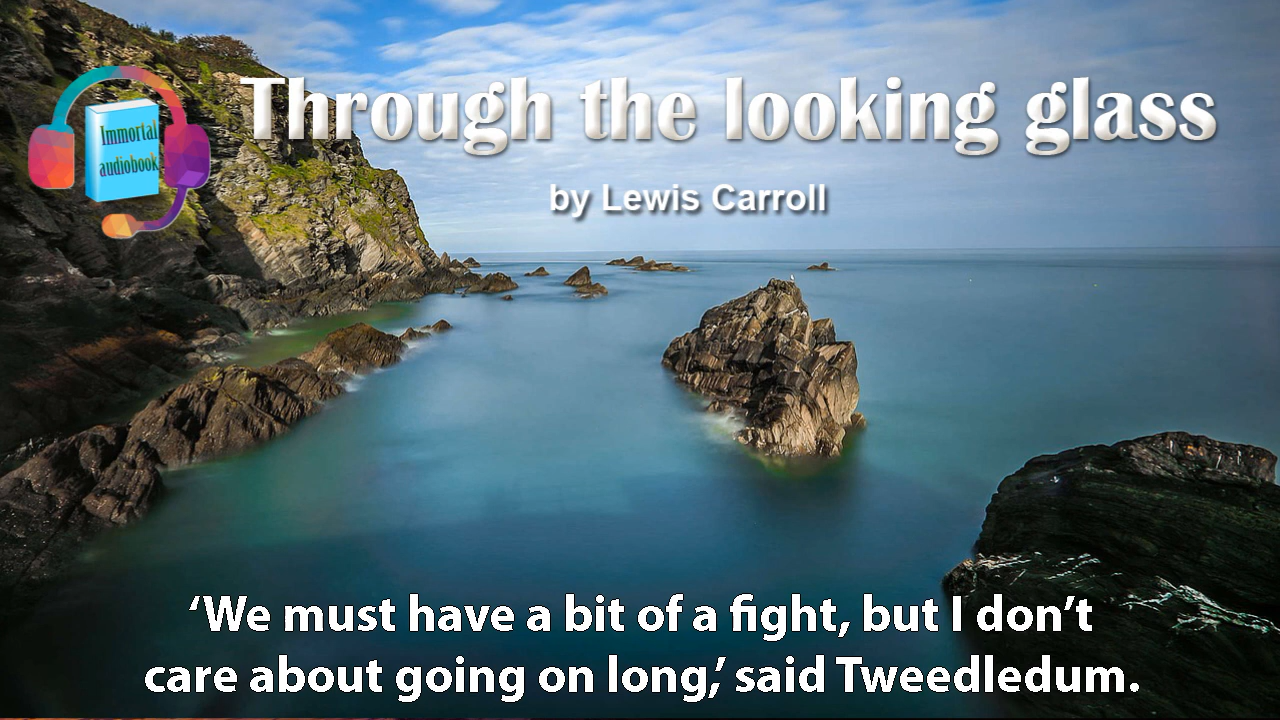 Through the looking glass
Immortal
audiobook
by Lewis Carroll
‘We must have a bit of a fight, but I don’t
care about going on long,’ said Tweedledum.